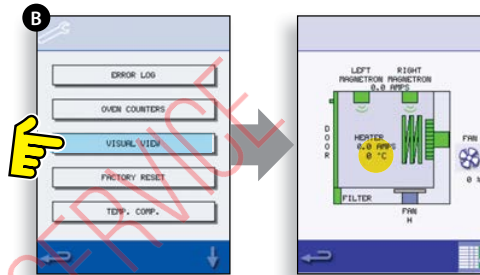 B
ERROR LOG
OVEN COUNTERS
VISUAL VIEW
FACTORY RESET
TEMP. COMP.
SERVICE
LEFT RIGHT
MAGNETRON MAGNETRON
0.0 AMPS
DOOR
HEATER
0.0 AMPS
0 °C
FAN
0 %
FILTER
FAN
H